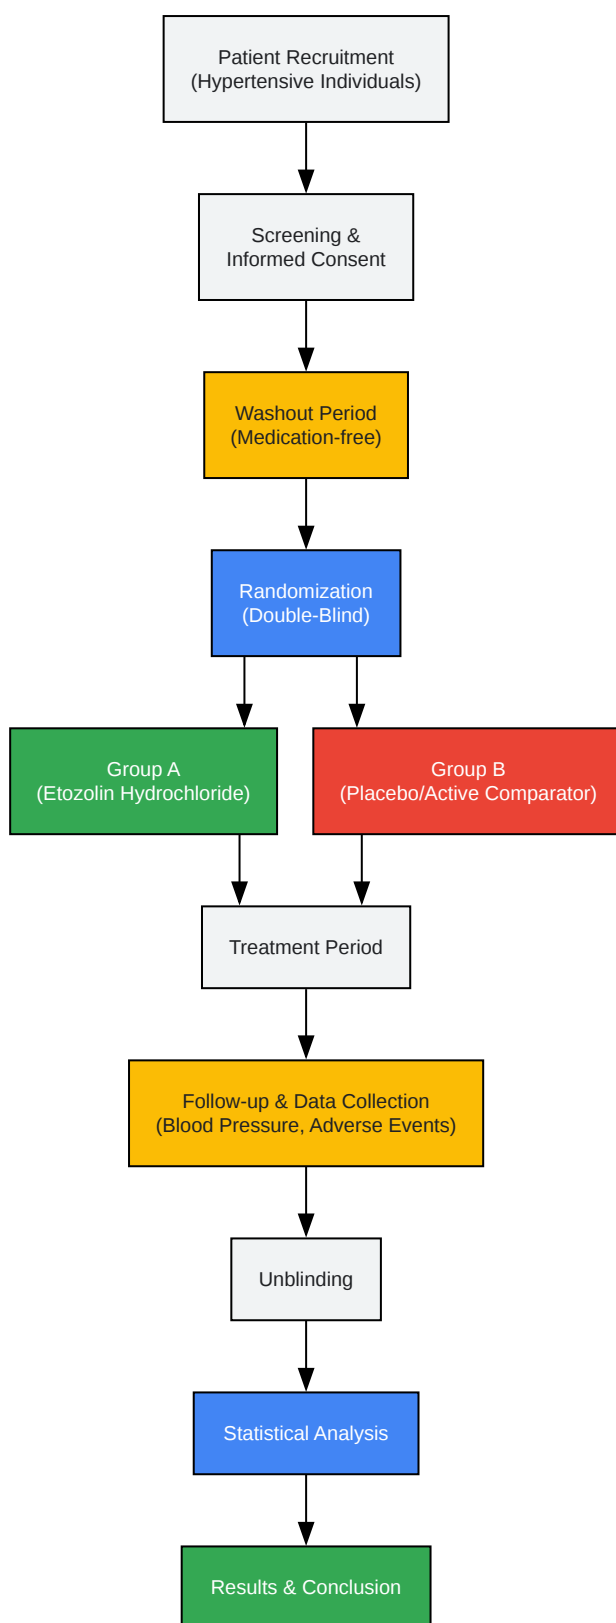 Patient Recruitment
(Hypertensive Individuals)
Screening &
Informed Consent
Washout Period
(Medication-free)
Randomization
(Double-Blind)
Group A
(Etozolin Hydrochloride)
Group B
(Placebo/Active Comparator)
Treatment Period
Follow-up & Data Collection
(Blood Pressure, Adverse Events)
Unblinding
Statistical Analysis
Results & Conclusion